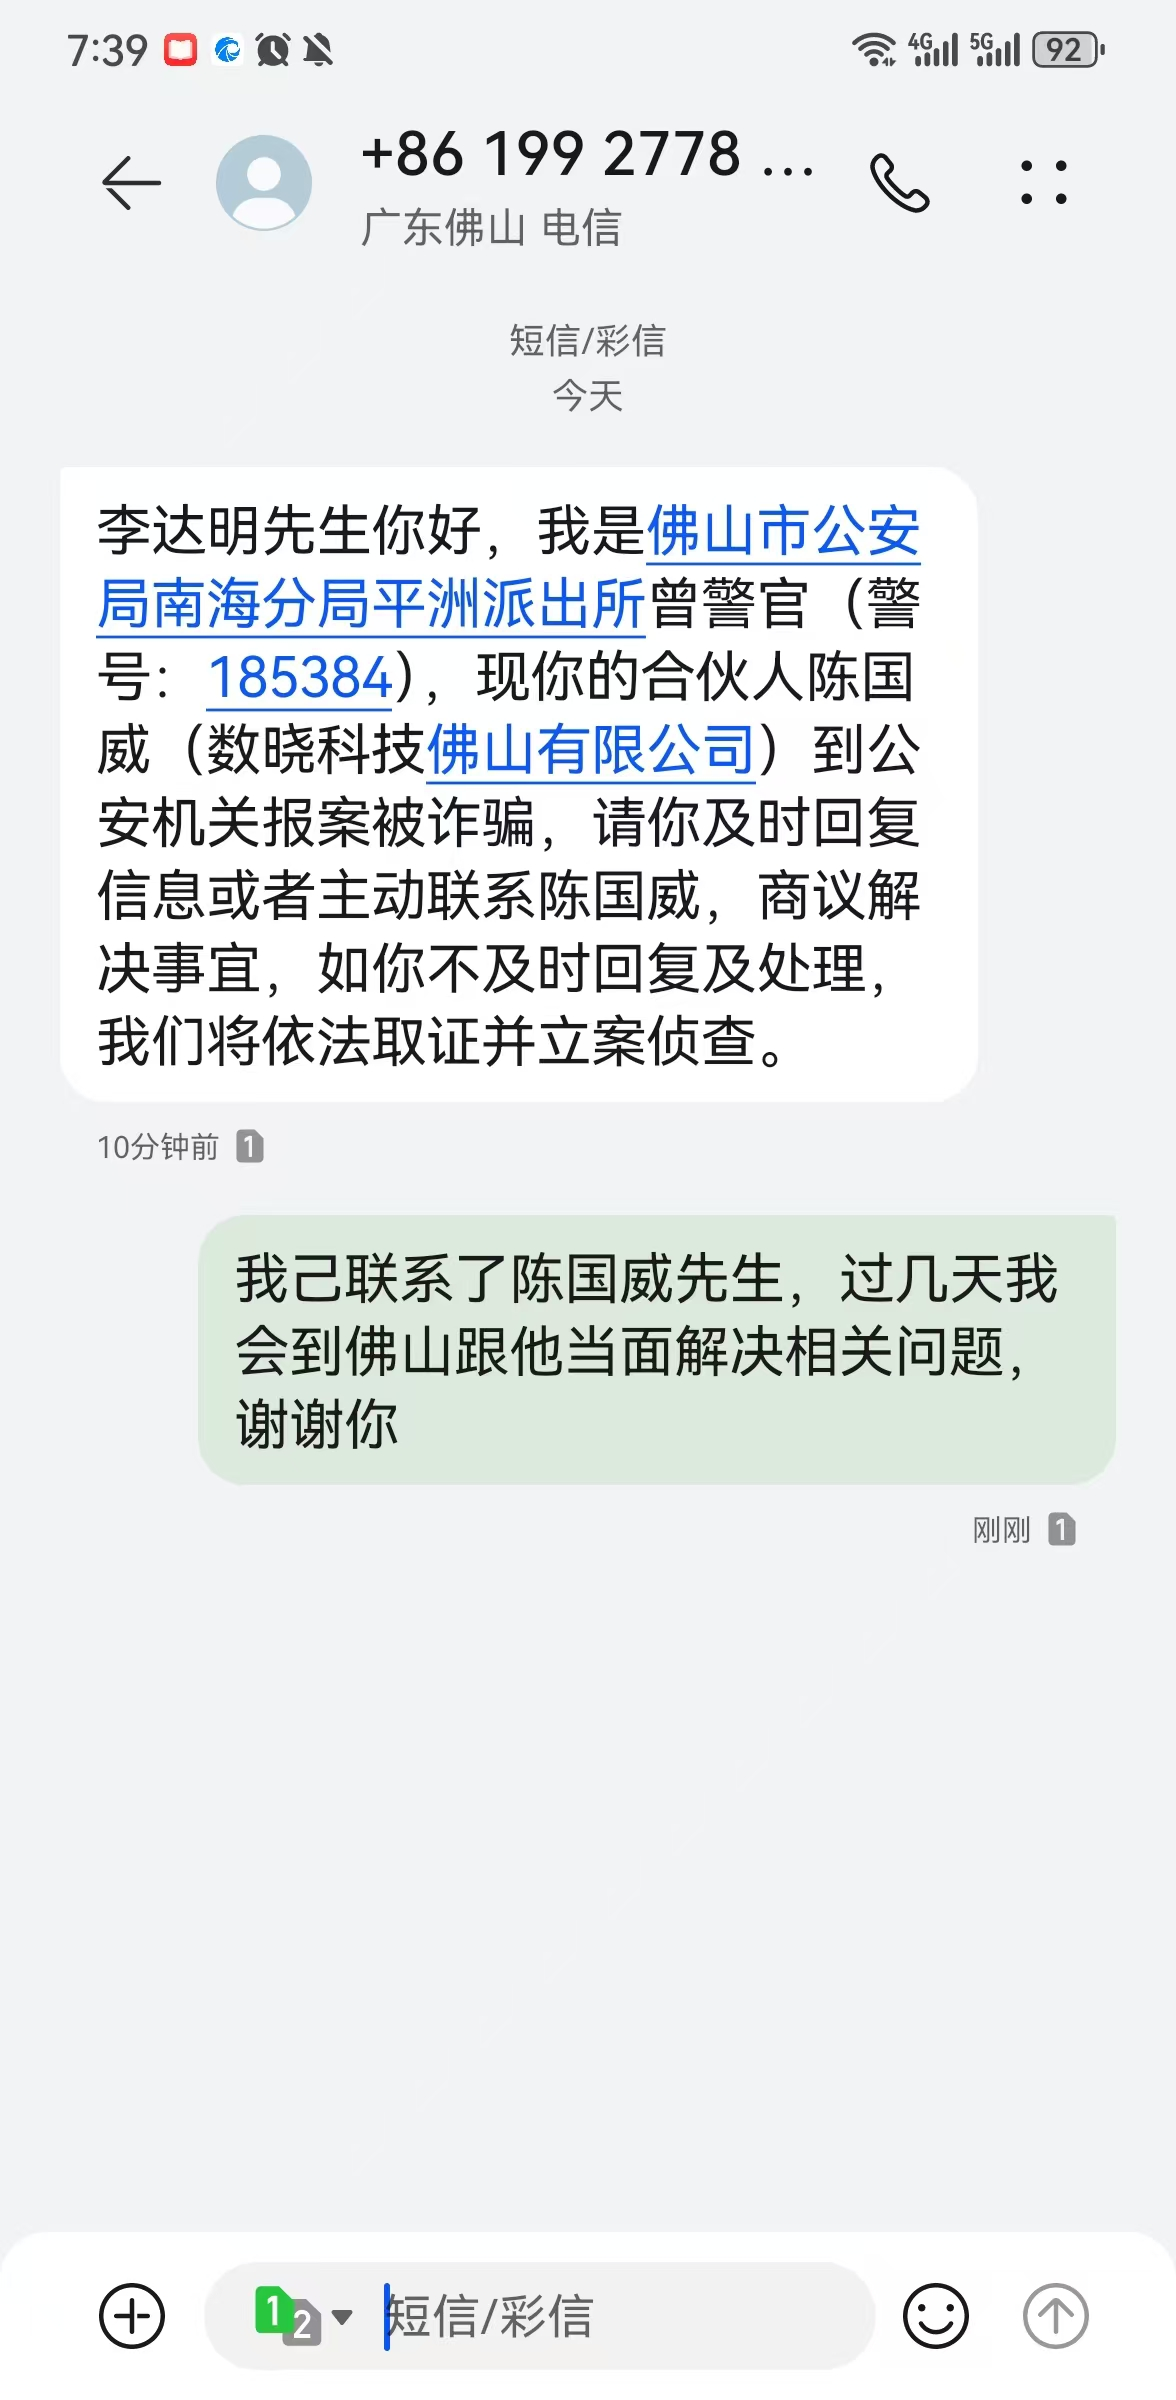 7:39
4G 5G 92
+86 199 2778 ...
广东佛山 电信
短信/彩信
今天
李达明先生你好，我是佛山市公安
局南海分局平洲派出所曾警官（警
号：185384），现你的合伙人陈国
威（数晓科技佛山有限公司）到公
安机关报案被诈骗，请你及时回复
信息或者主动联系陈国威，商议解
决事宜，如你不及时回复及处理，
我们将依法取证并立案侦查。
10分钟前 1
我己联系了陈国威先生，过几天我
会到佛山跟他当面解决相关问题，
谢谢你
刚刚 1
1 2 短信/彩信